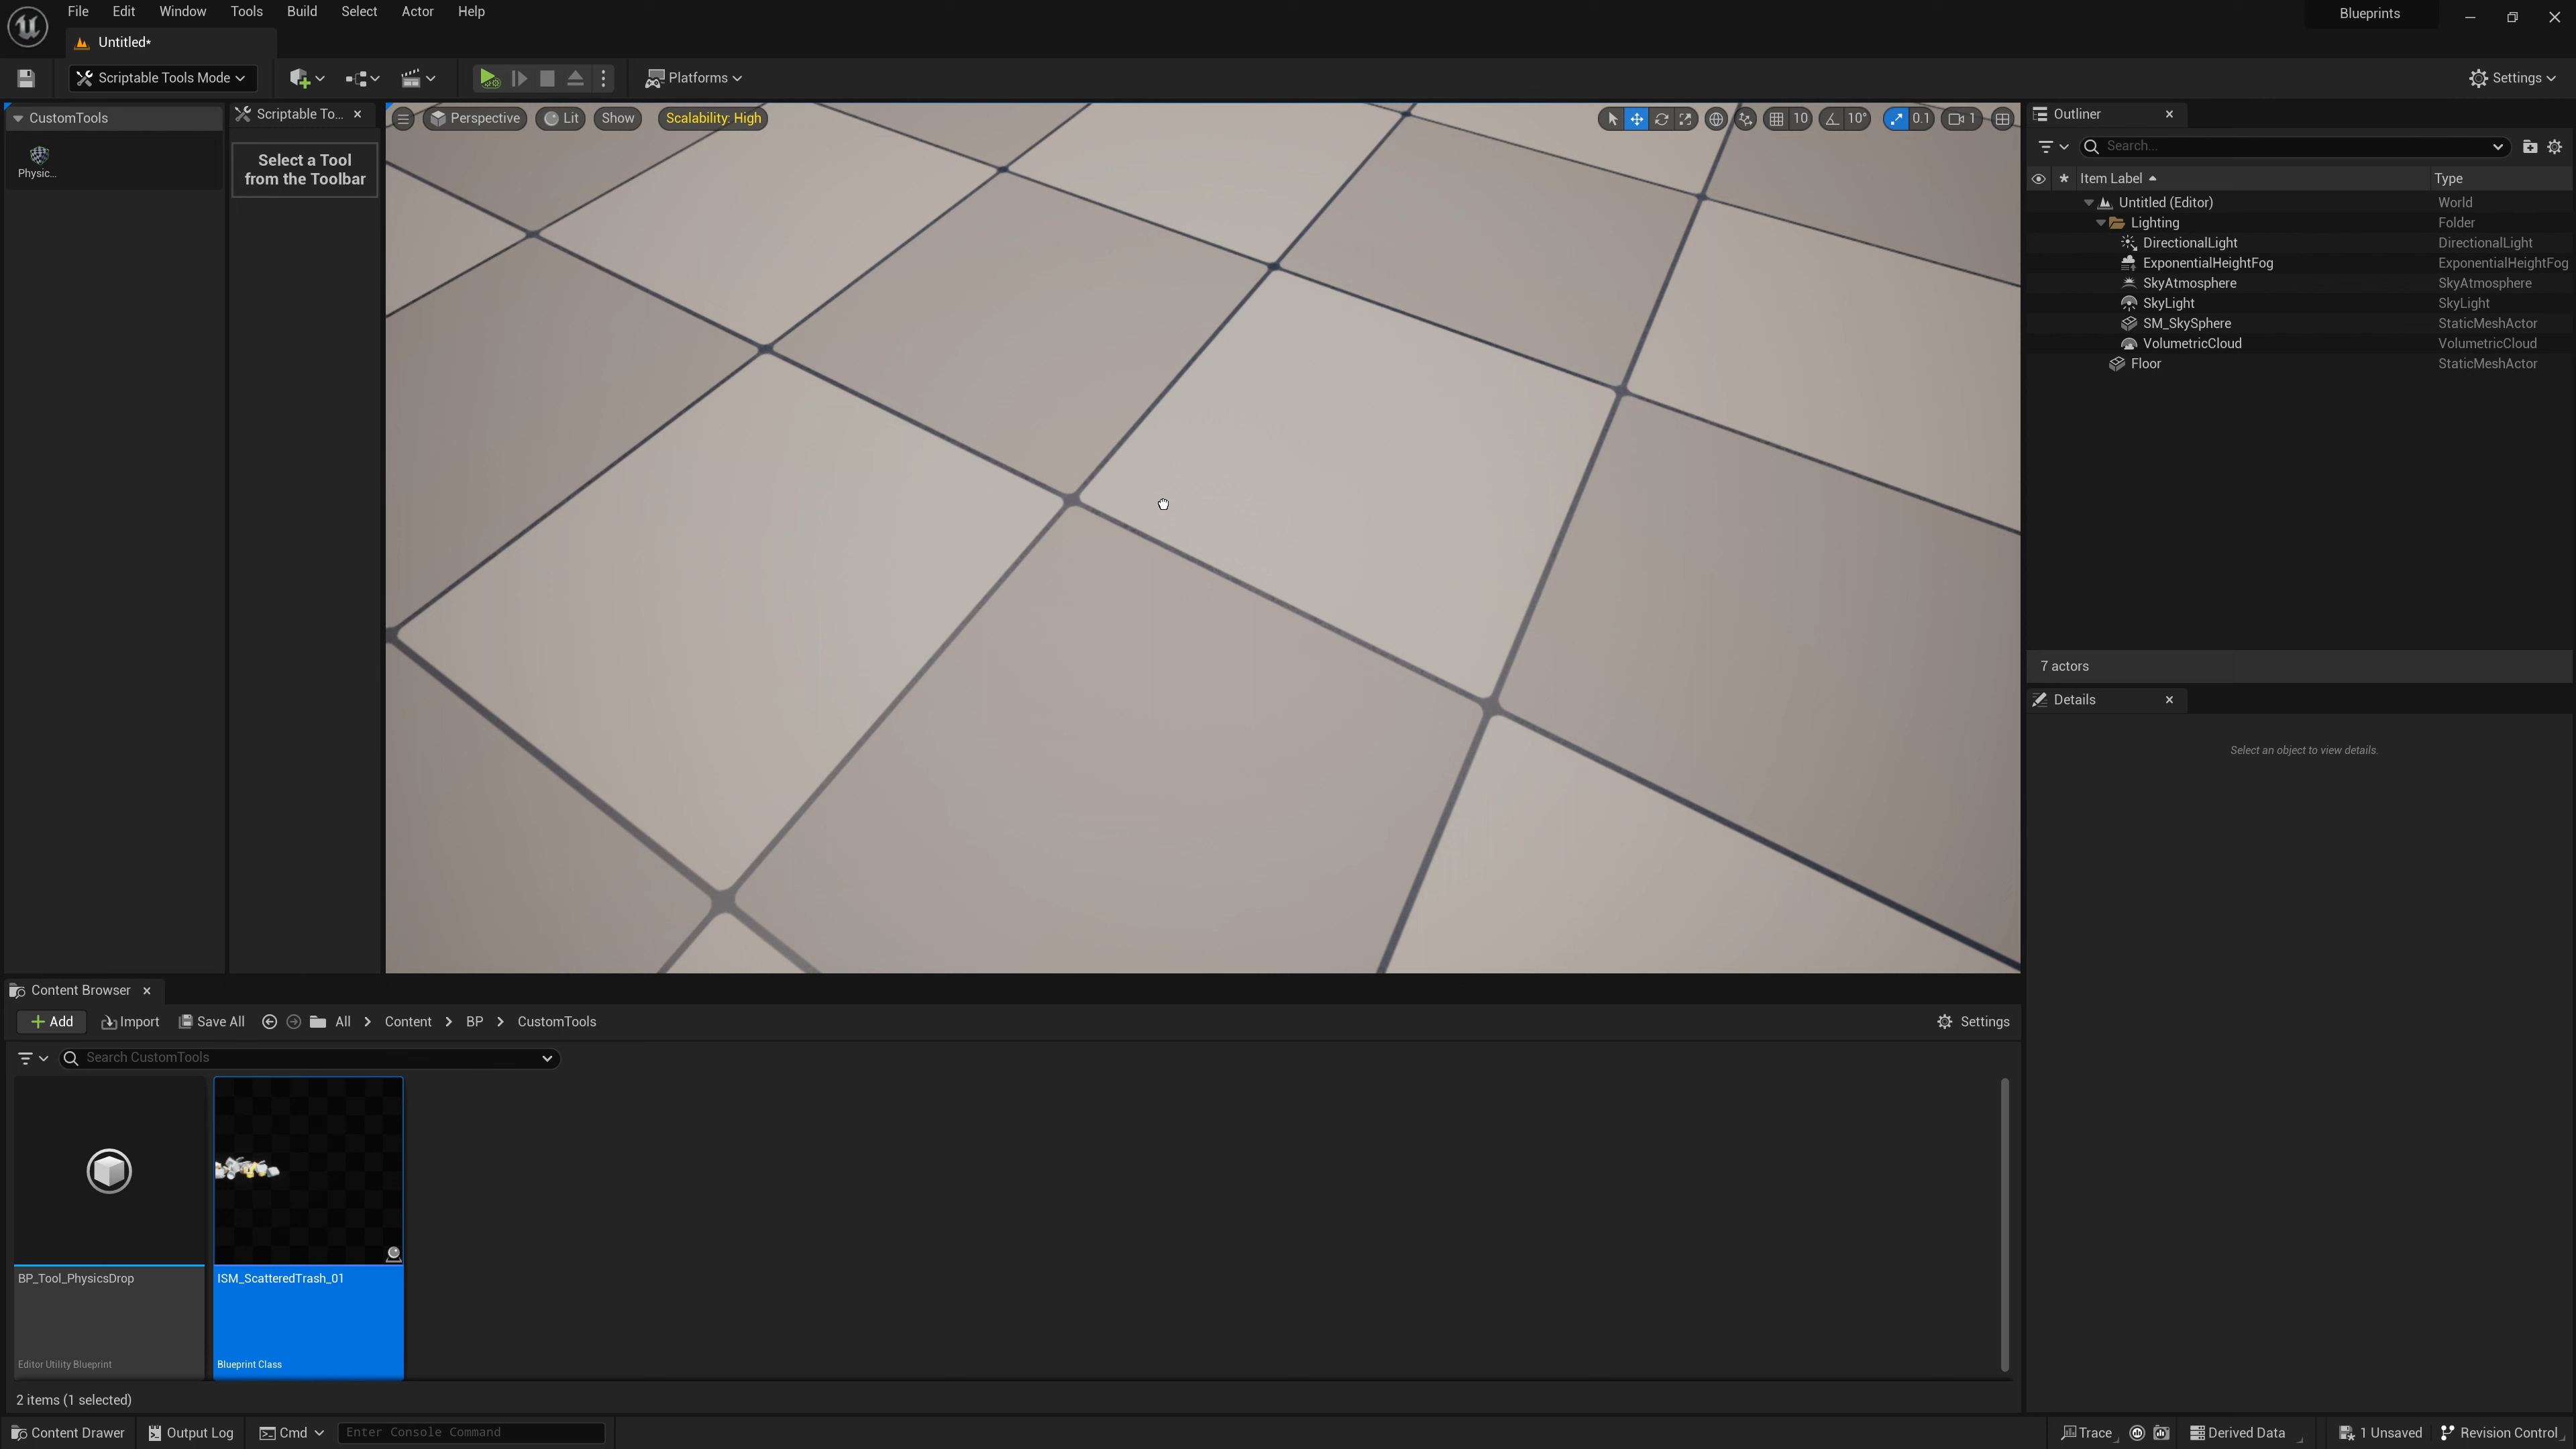 File Edit Window Tools Build Select Actor Help
Blueprints
Untitled*
Scriptable Tools Mode
Platforms
Settings
CustomTools
Physic...
Scriptable To...
Select a Tool
from the Toolbar
Perspective Lit Show Scalability: High
10 10° 0.1 1
Outliner
Search...
Item Label Type
Untitled (Editor) World
Lighting Folder
DirectionalLight DirectionalLight
ExponentialHeightFog ExponentialHeightFog
SkyAtmosphere SkyAtmosphere
SkyLight SkyLight
SM_SkySphere StaticMeshActor
VolumetricCloud VolumetricCloud
Floor StaticMeshActor
7 actors
Details
Select an object to view details.
Content Browser
Add Import Save All All > Content > BP > CustomTools
Settings
Search CustomTools
BP_Tool_PhysicsDrop
Editor Utility Blueprint
ISM_ScatteredTrash_01
Blueprint Class
2 items (1 selected)
Content Drawer Output Log Cmd Enter Console Command
Trace Derived Data 1 Unsaved Revision Control